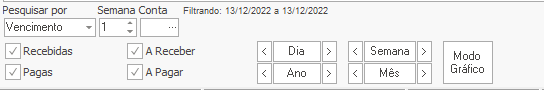 Pesquisar por Semana Conta Filtrando: 13/12/2022 a 13/12/2022
Vencimento 1 ...
Recebidas A Receber < Dia > < Semana > Modo Gráfico
Pagas A Pagar < Ano > < Mês >